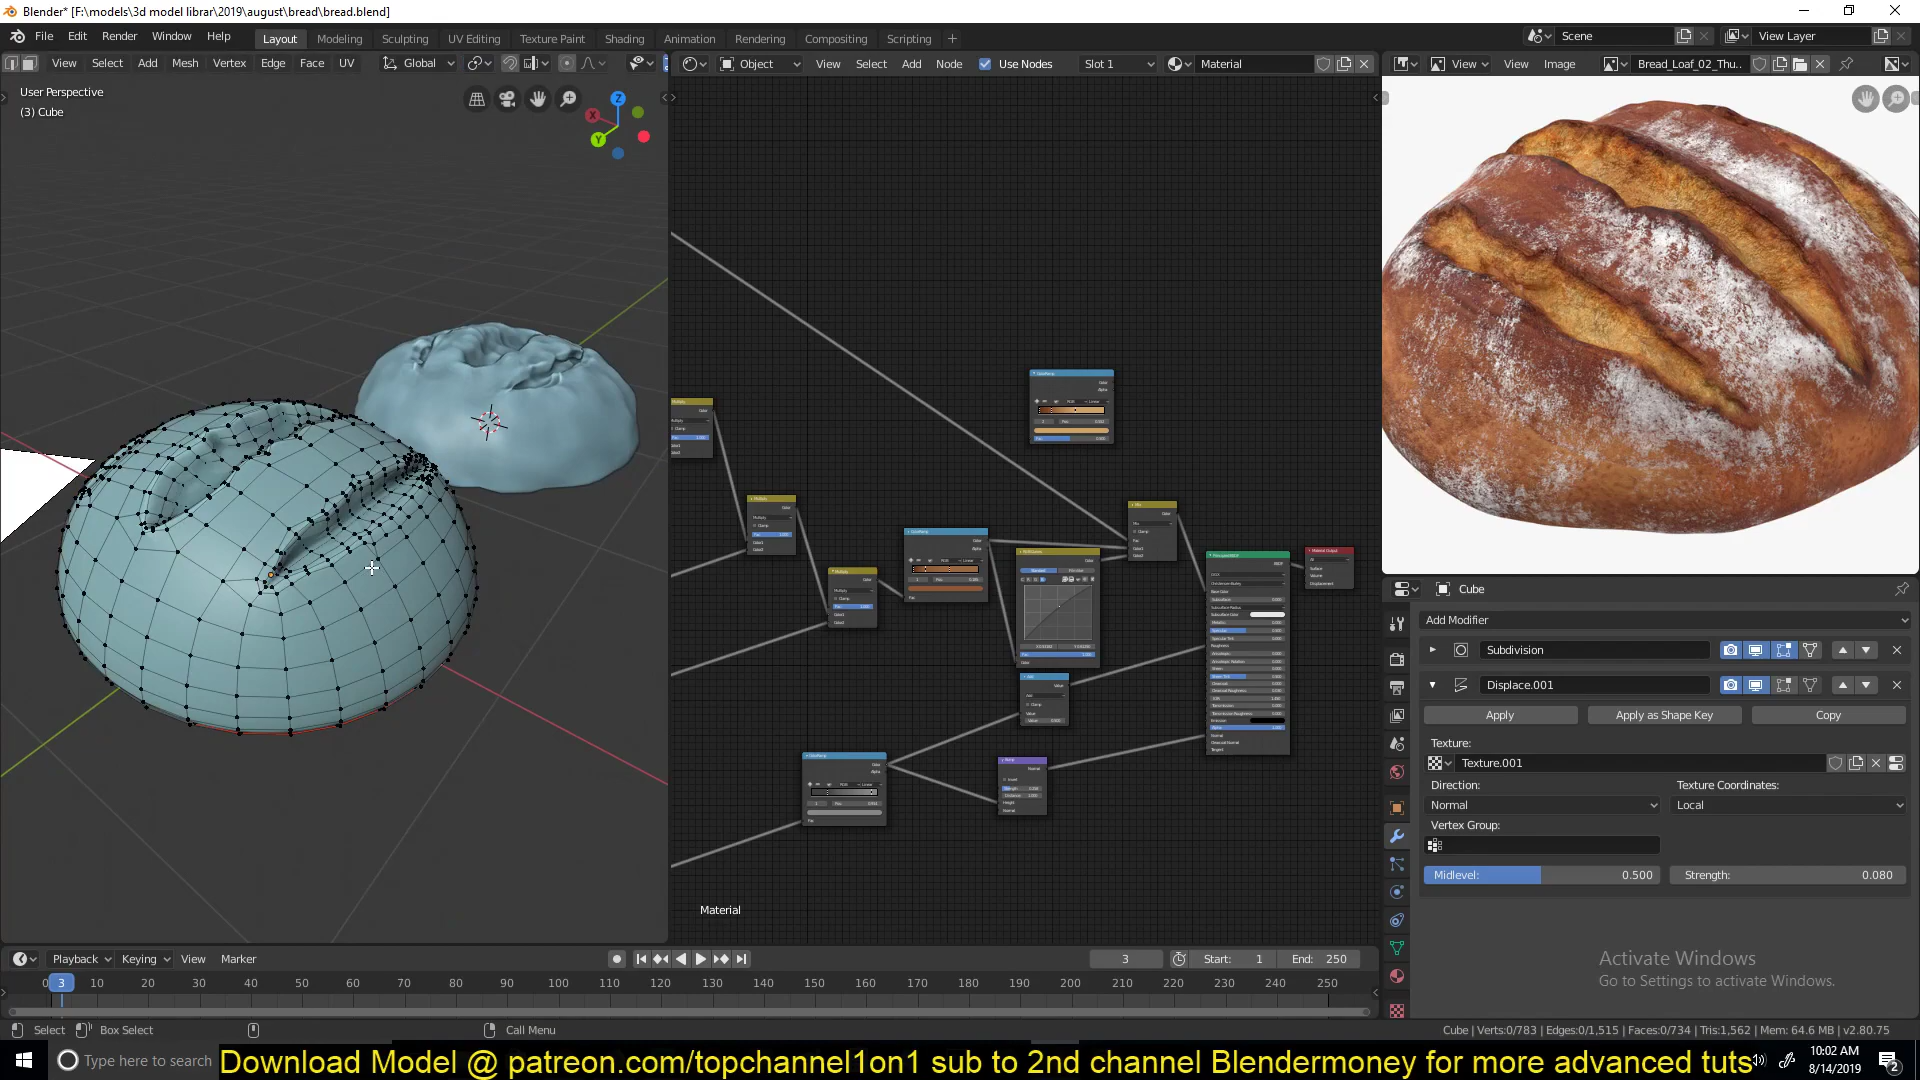 Blender* [F:\models\3d model librar\2019\august\bread\bread.blend]
File Edit Render Window Help
Layout Modeling Sculpting UV Editing Texture Paint Shading Animation Rendering Compositing Scripting
Scene
View Layer
View Select Add Mesh Vertex Edge Face UV Global
Object View Select Add Node Use Nodes Slot 1 Material
View View Image Bread_Loaf_02_Thu..
User Perspective
(3) Cube
X
Y
Z
Material
Cube
Add Modifier
Subdivision
Displace.001
Apply Apply as Shape Key Copy
Texture:
Texture.001
Direction: Texture Coordinates:
Normal Local
Vertex Group:
Midlevel: 0.500 Strength: 0.080
Activate Windows
Go to Settings to activate Windows.
Playback Keying View Marker
3 Start: 1 End: 250
0 3 10 20 30 40 50 60 70 80 90 100 110 120 130 140 150 160 170 180 190 200 210 220 230 240 250
Select Box Select Call Menu
Cube | Verts:0/783 | Edges:0/1,515 | Faces:0/734 | Tris:1,562 | Mem: 64.6 MB | v2.80.75
Type here to search
Download Model @ patreon.com/topchannel1on1 sub to 2nd channel Blendermoney for more advanced tuts
10:02 AM
8/14/2019
2